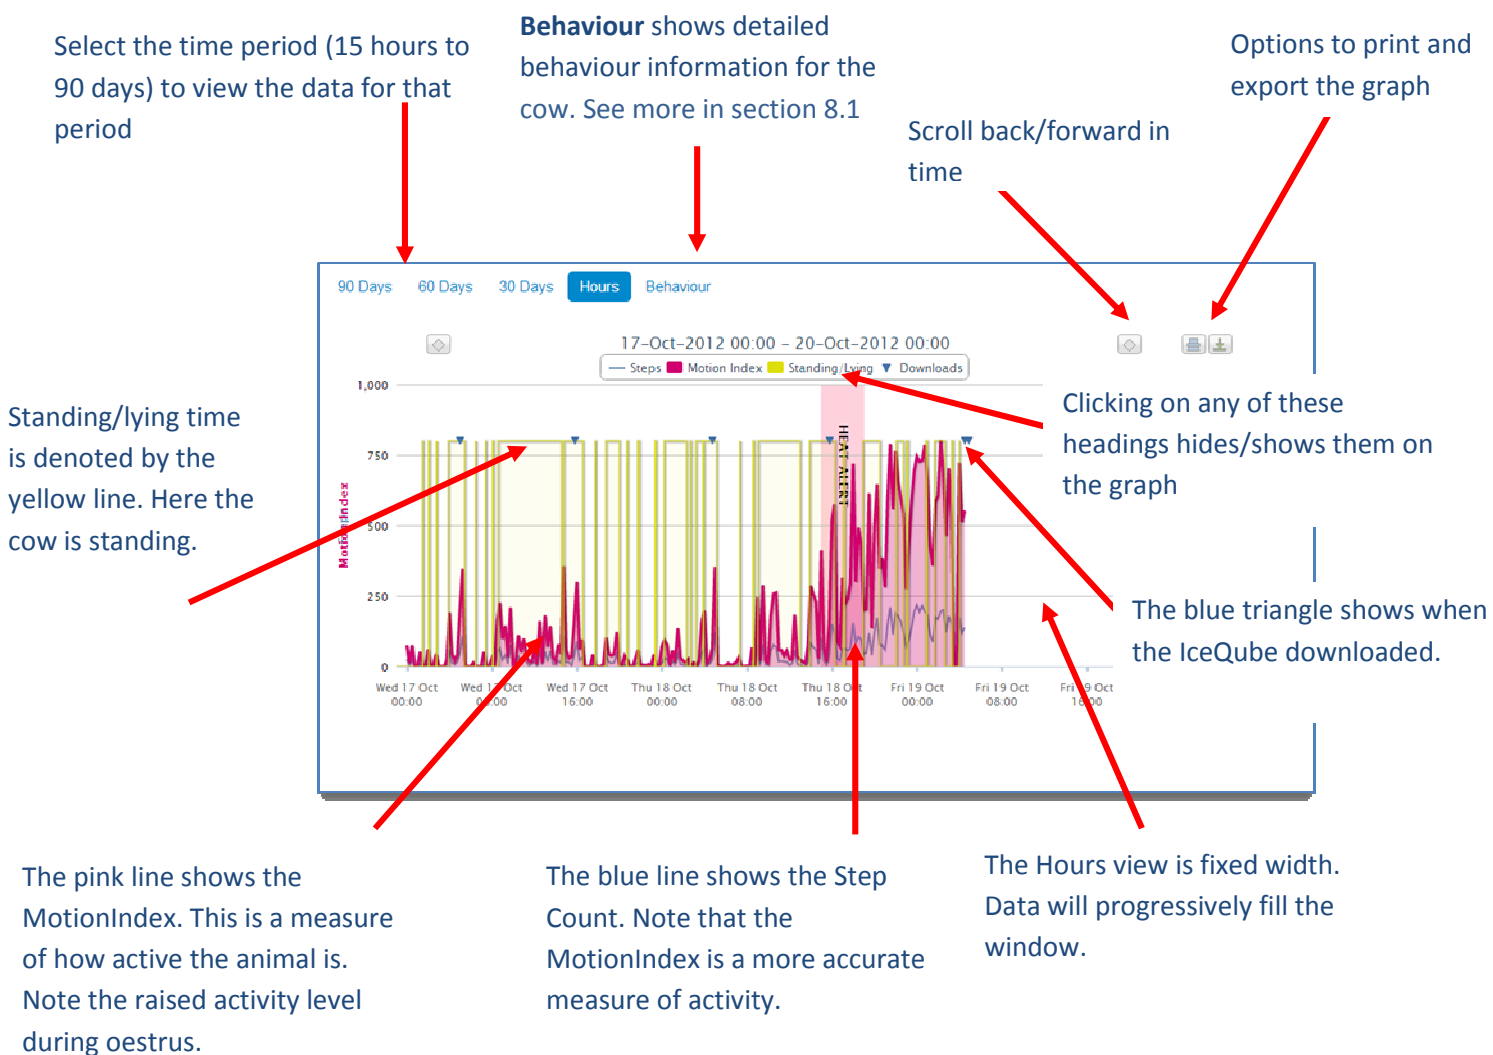 Select the time period (15 hours to
90 days) to view the data for that
period
Behaviour shows detailed
behaviour information for the
cow. See more in section 8.1
Scroll back/forward in
time
Options to print and
export the graph
90 Days 60 Days 30 Days Hours Behaviour
17-Oct-2012 00:00 - 20-Oct-2012 00:00
Steps Motion Index Standing/Lying Downloads
1,000
750
500
250
0
HEAT ALERT
Wed 17 Oct
00:00
Wed 17 Oct
Wed 17 Oct
16:00
Thu 18 Oct
00:00
Thu 18 Oct
08:00
Thu 18 Oct
16:00
Fri 19 Oct
00:00
Fri 19 Oct
08:00
Fri 19 Oct
16:00
Standing/lying time
is denoted by the
yellow line. Here the
cow is standing.
Clicking on any of these
headings hides/shows them on
the graph
The blue triangle shows when
the IceQube downloaded.
The pink line shows the
MotionIndex. This is a measure
of how active the animal is.
Note the raised activity level
during oestrus.
The blue line shows the Step
Count. Note that the
MotionIndex is a more accurate
measure of activity.
The Hours view is fixed width.
Data will progressively fill the
window.